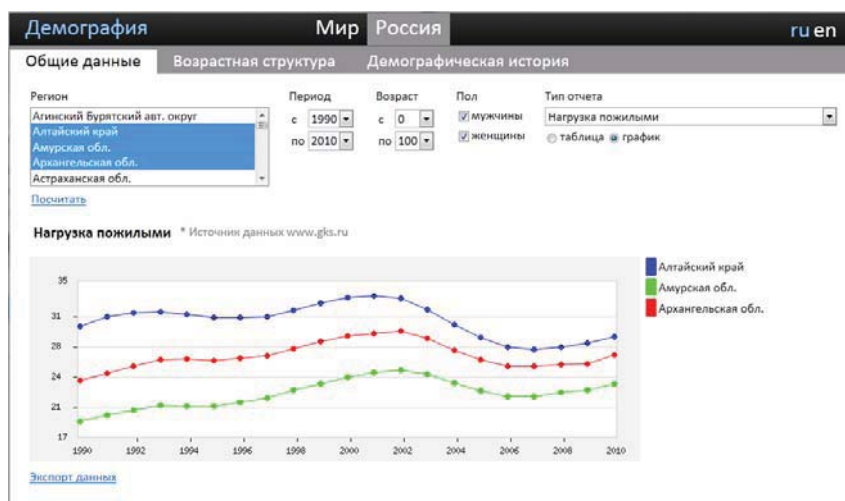 Демография Мир Россия ru en
Общие данные Возрастная структура Демографическая история
Регион Период Возраст Пол Тип отчета
Агинский Бурятский авт. округ с 1990 с 0 мужчины Нагрузка пожилыми
Алтайский край
Амурская обл. по 2010 по 100 женщины таблица график
Архангельская обл.
Астраханская обл.
Посчитать
Нагрузка пожилыми * Источник данных www.gks.ru
Алтайский край
Амурская обл.
Архангельская обл.
35
31
28
24
21
17
1990 1992 1994 1996 1998 2000 2002 2004 2006 2008 2010
Экспорт данных